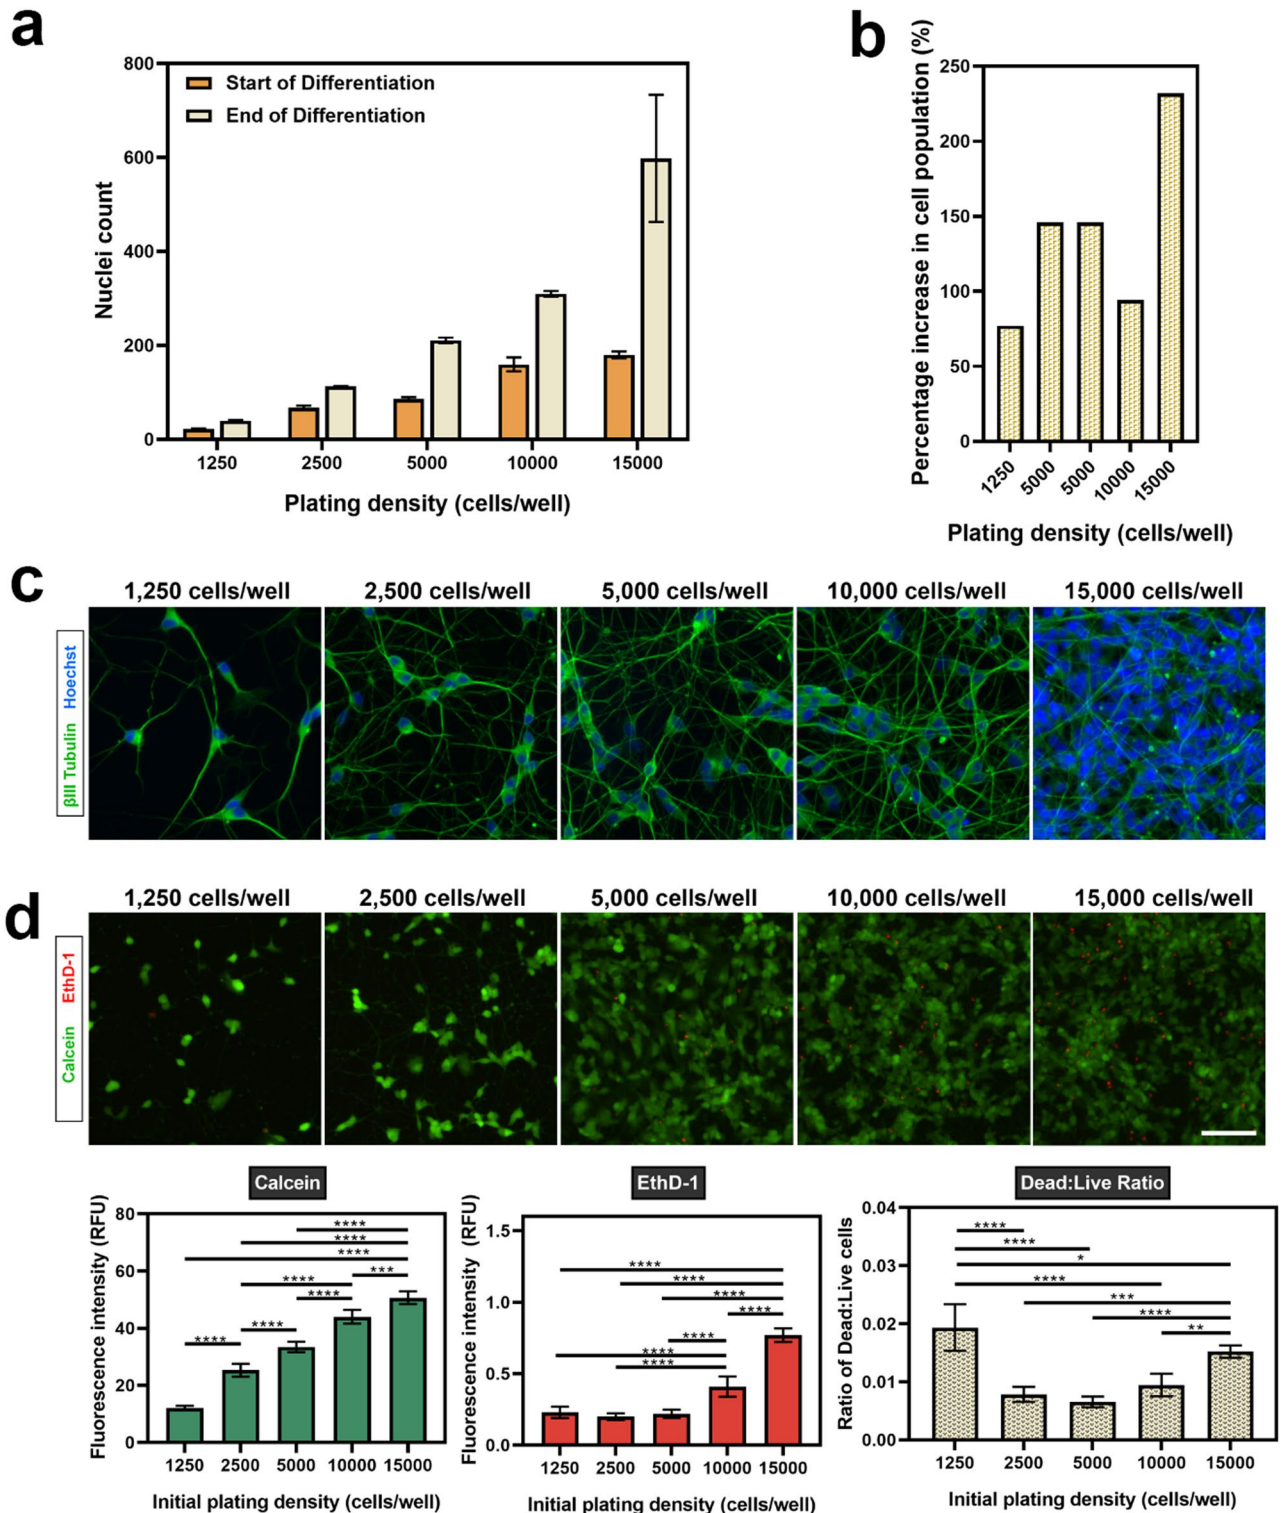 a
800
600
400
200
0
Nuclei count
Start of Differentiation
End of Differentiation
1250 2500 5000 10000 15000
Plating density (cells/well)
b
250
200
150
100
50
0
Percentage increase in cell population (%)
1250 5000 5000 10000 15000
Plating density (cells/well)
c
1,250 cells/well 2,500 cells/well 5,000 cells/well 10,000 cells/well 15,000 cells/well
βIII Tubulin Hoechst
d
1,250 cells/well 2,500 cells/well 5,000 cells/well 10,000 cells/well 15,000 cells/well
Calcein EthD-1
Calcein
80
60
40
20
0
Fluorescence intensity (RFU)
****
****
****
***
****
****
****
****
1250 2500 5000 10000 15000
Initial plating density (cells/well)
EthD-1
1.5
1.0
0.5
0.0
Fluorescence intensity (RFU)
****
****
****
****
****
****
****
1250 2500 5000 10000 15000
Initial plating density (cells/well)
Dead:Live Ratio
0.04
0.03
0.02
0.01
0.00
Ratio of Dead:Live cells
****
****
*
****
***
****
**
1250 2500 5000 10000 15000
Initial plating density (cells/well)